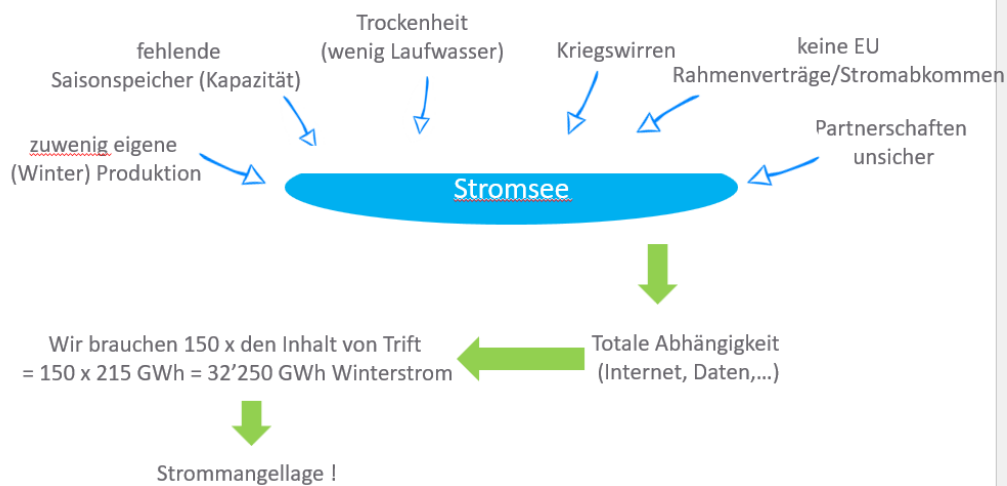 fehlende
Saisonspeicher (Kapazität)
Trockenheit
(wenig Laufwasser)
Kriegswirren
keine EU
Rahmenverträge/Stromabkommen
zuwenig eigene
(Winter) Produktion
Partnerschaften
unsicher
Stromsee
Wir brauchen 150 x den Inhalt von Trift
= 150 x 215 GWh = 32’250 GWh Winterstrom
Totale Abhängigkeit
(Internet, Daten,...)
Strommangellage !